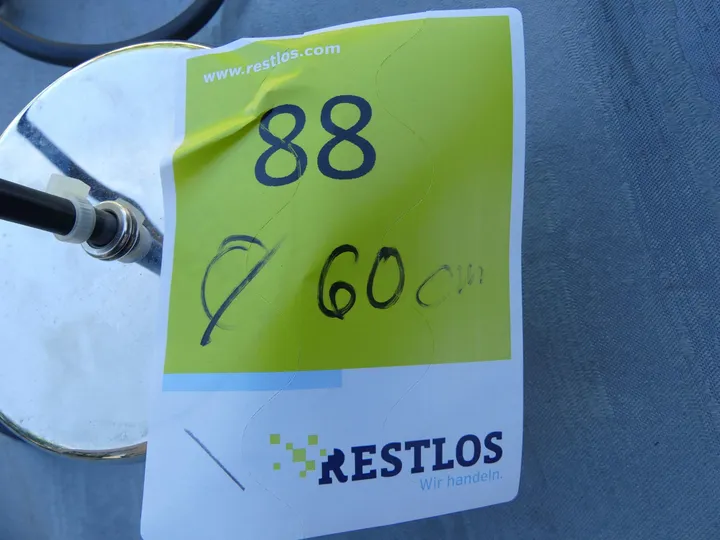 www.restlos.com
88
Ø 60 cm
RESTLOS
Wir handeln.